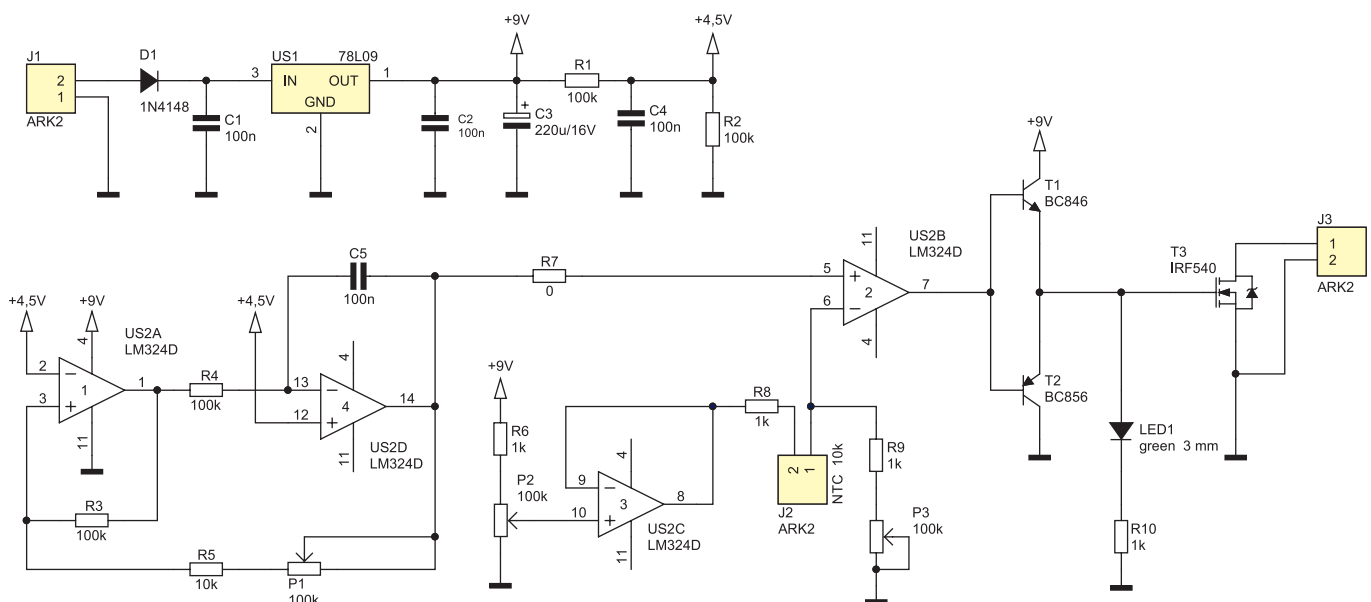 +9V
+4,5V
J1
D1
US1
78L09
R1
2
1
3
IN
OUT
1
GND
2
1N4148
100k
ARK2
C1
100n
C2
100n
C3
+
220u/16V
C4
100n
R2
100k
+9V
T1
BC846
US2B
LM324D
11
5
+
2
7
6
−
4
T3
IRF540
J3
1
2
ARK2
C5
100n
R7
0
+4,5V
+9V
+4,5V
US2A
LM324D
4
2
−
1
1
3
+
11
R4
100k
4
13
−
4
14
12
+
11
US2D
LM324D
T2
BC856
+9V
R6
1k
P2
100k
R8
1k
2
1
NTC 10k
J2
ARK2
R9
1k
P3
100k
LED1
green 3 mm
R10
1k
4
9
−
3
8
10
+
11
US2C
LM324D
R3
100k
R5
10k
P1
100k